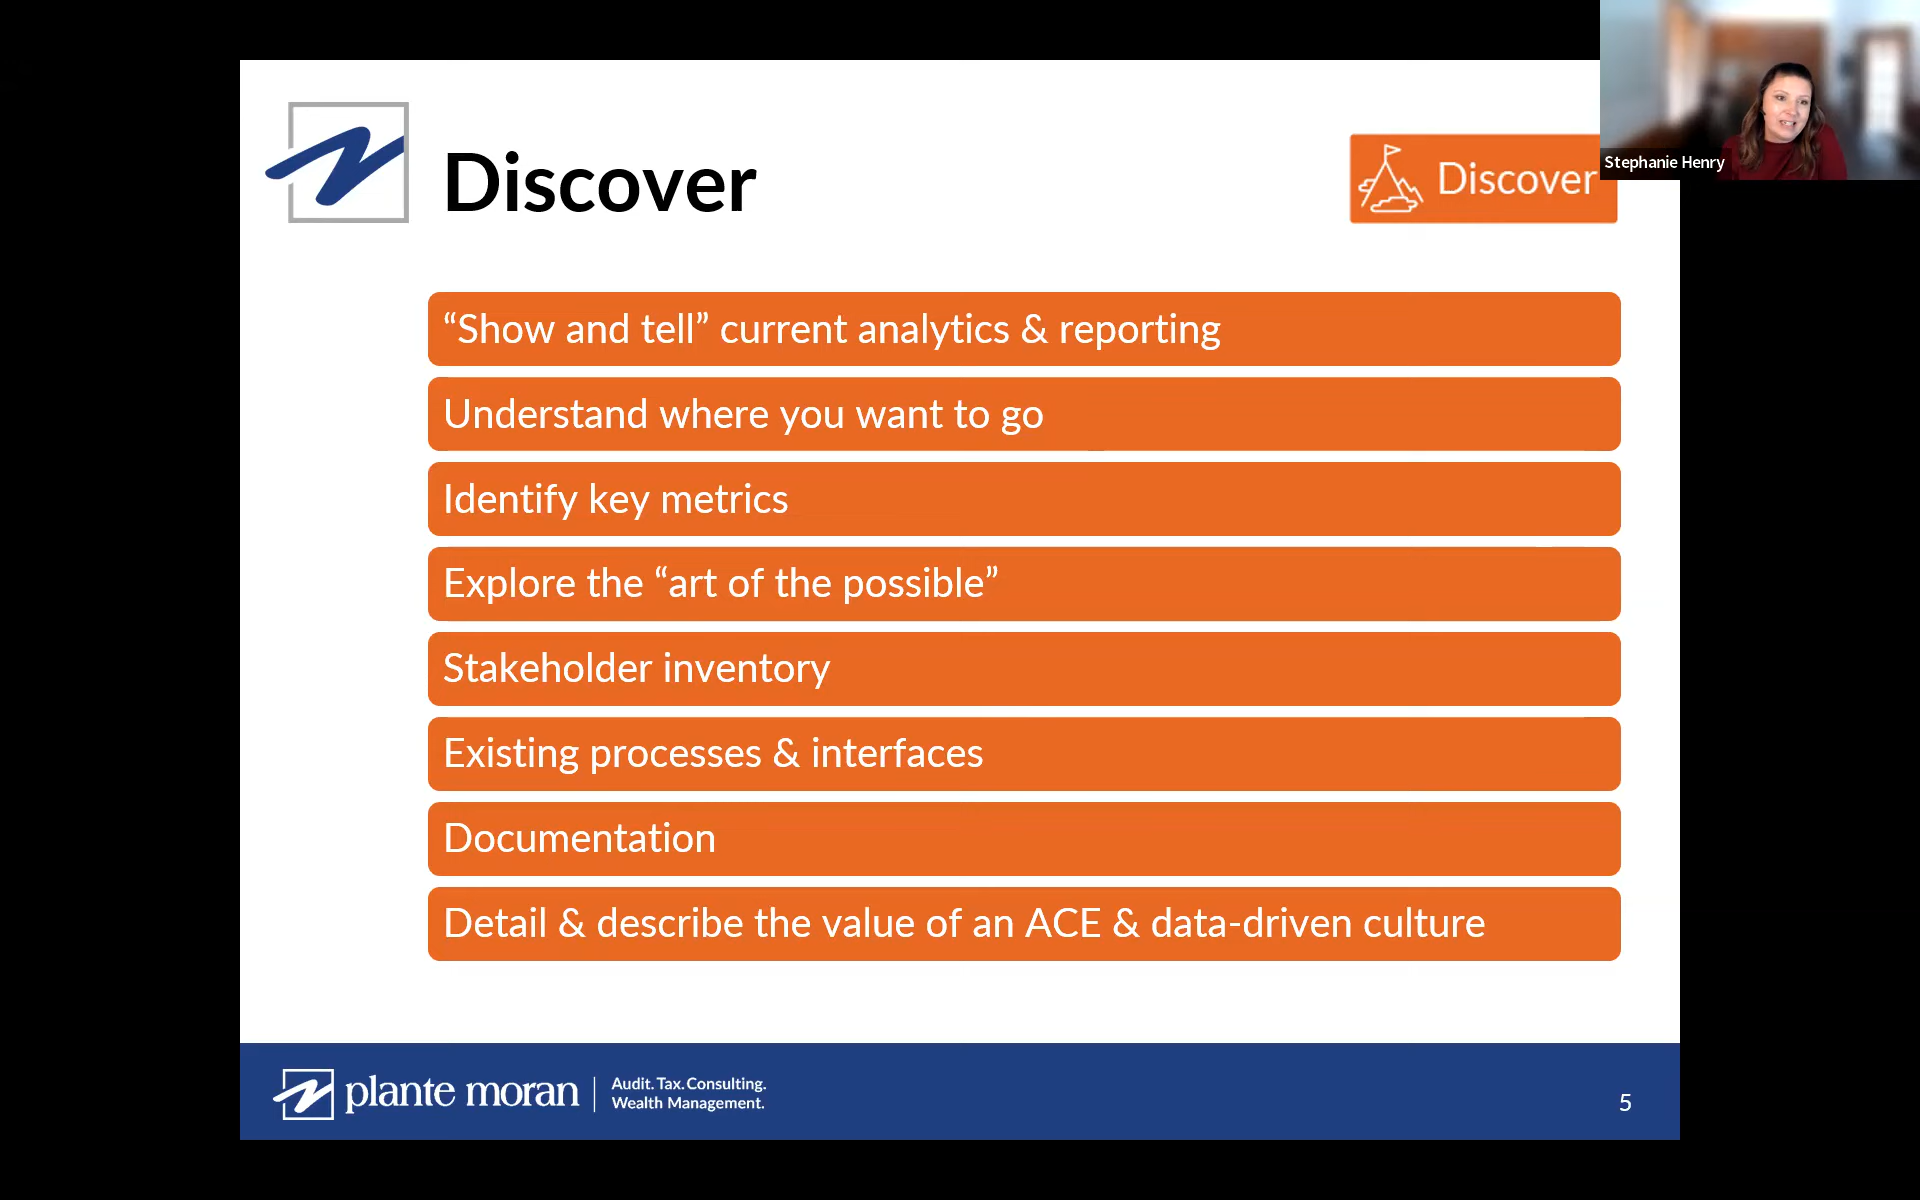 Discover
Discover
Stephanie Henry
“Show and tell” current analytics & reporting
Understand where you want to go
Identify key metrics
Explore the “art of the possible”
Stakeholder inventory
Existing processes & interfaces
Documentation
Detail & describe the value of an ACE & data-driven culture
plante moran
Audit. Tax. Consulting.
Wealth Management.
5